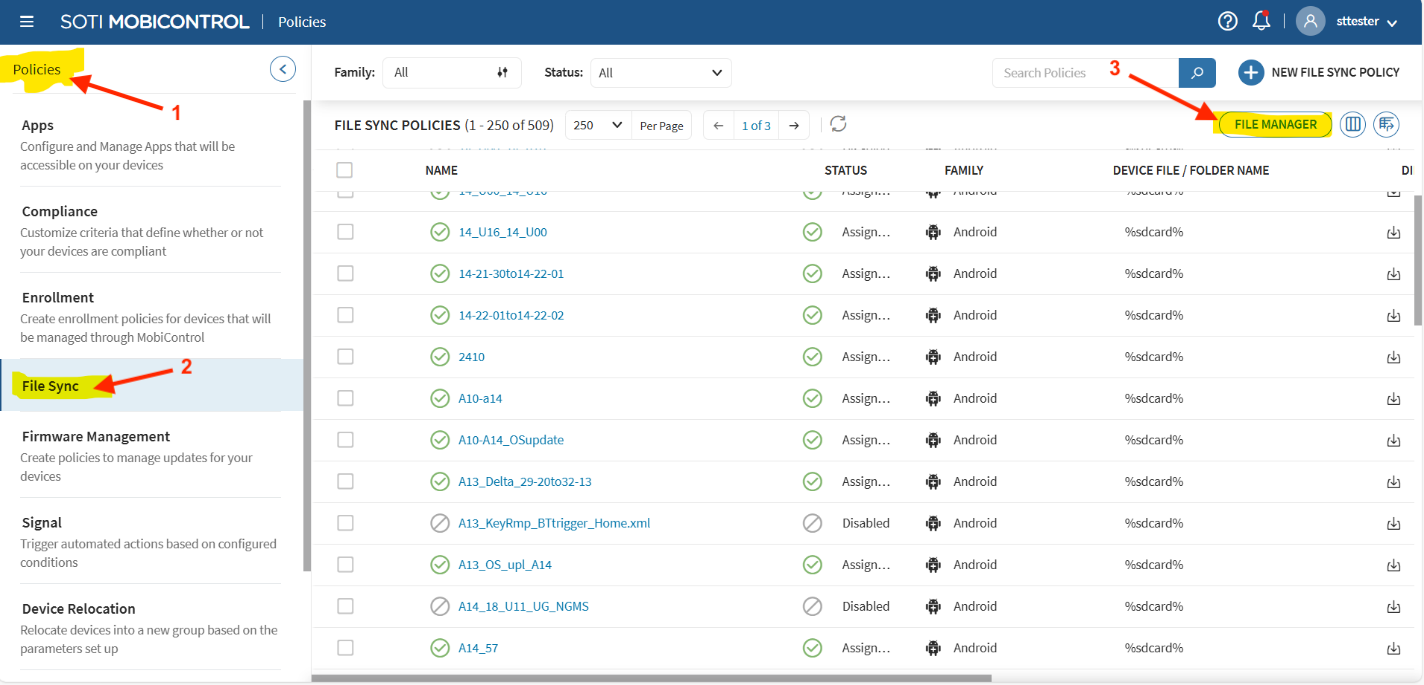 SOTI MOBICONTROL | Policies
sttester
Policies
1
Apps
Configure and Manage Apps that will be
accessible on your devices
Compliance
Customize criteria that define whether or not
your devices are compliant
Enrollment
Create enrollment policies for devices that will
be managed through MobiControl
2
File Sync
Firmware Management
Create policies to manage updates for your
devices
Signal
Trigger automated actions based on configured
conditions
Device Relocation
Relocate devices into a new group based on the
parameters set up
Family: All Status: All Search Policies 3 NEW FILE SYNC POLICY
FILE SYNC POLICIES (1 - 250 of 509) 250 Per Page 1 of 3 FILE MANAGER
NAME STATUS FAMILY DEVICE FILE / FOLDER NAME DI
14_U16_14_U00 Assign... Android %sdcard%
14-21-30to14-22-01 Assign... Android %sdcard%
14-22-01to14-22-02 Assign... Android %sdcard%
2410 Assign... Android %sdcard%
A10-a14 Assign... Android %sdcard%
A10-A14_OSupdate Assign... Android %sdcard%
A13_Delta_29-20to32-13 Assign... Android %sdcard%
A13_KeyRmp_BTtrigger_Home.xml Disabled Android %sdcard%
A13_OS_upl_A14 Assign... Android %sdcard%
A14_18_U11_UG_NGMS Disabled Android %sdcard%
A14_57 Assign... Android %sdcard%